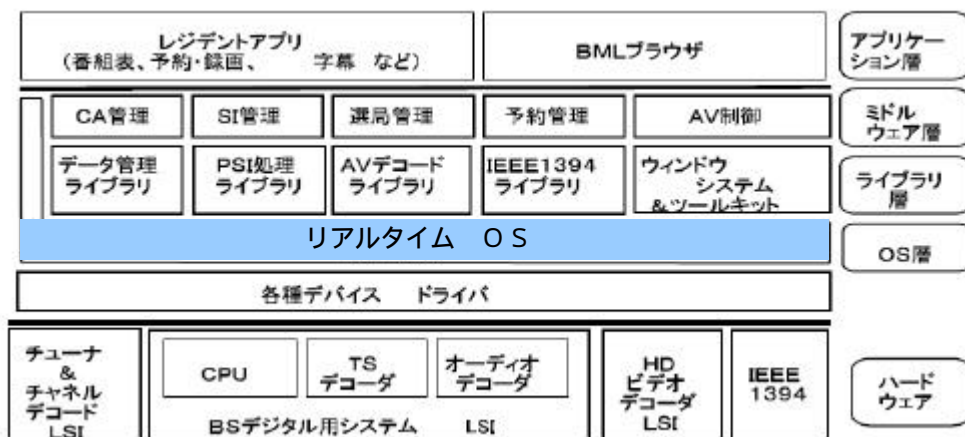 レジデントアプリ
(番組表、予約・録画、 字幕 など)
BMLブラウザ
アプリケー
ション層
CA管理
SI管理
選局管理
予約管理
AV制御
ミドル
ウェア層
データ管理
ライブラリ
PSI処理
ライブラリ
AVデコード
ライブラリ
IEEE1394
ライブラリ
ウィンドウ
システム
&ツールキット
ライブラリ
層
リアルタイム OS
OS層
各種デバイス ドライバ
チューナ
&
チャネル
デコード
LSI
CPU
TS
デコーダ
オーディオ
デコーダ
BSデジタル用システム LSI
HD
ビデオ
デコーダ
LSI
IEEE
1394
ハード
ウェア